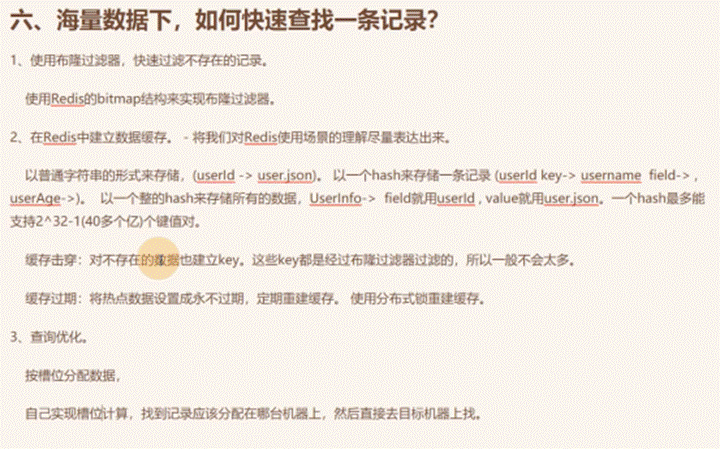 六、海量数据下，如何快速查找一条记录？
1、使用布隆过滤器，快速过滤不存在的记录。
使用Redis的bitmap结构来实现布隆过滤器。
2、在Redis中建立数据缓存。 - 将我们对Redis使用场景的理解尽量表达出来。
以普通字符串的形式来存储，(userId -> user.json)。 以一个hash来存储一条记录 (userId key-> username field-> ,
userAge->)。 以一个整的hash来存储所有的数据，UserInfo-> field就用userId , value就用user.json。一个hash最多能
支持2^32-1(40多个亿)个键值对。
缓存击穿：对不存在的数据也建立key。这些key都是经过布隆过滤器过滤的，所以一般不会太多。
缓存过期：将热点数据设置成永不过期，定期重建缓存。 使用分布式锁重建缓存。
3、查询优化。
按槽位分配数据，
自己实现槽位计算，找到记录应该分配在哪台机器上，然后直接去目标机器上找。